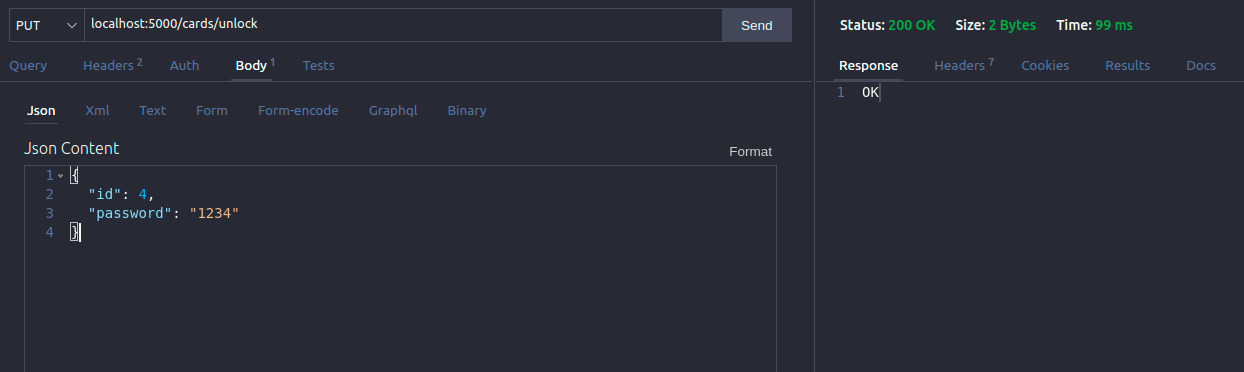 PUT localhost:5000/cards/unlock Send
Status: 200 OK Size: 2 Bytes Time: 99 ms
Query Headers 2 Auth Body 1 Tests
Response Headers 7 Cookies Results Docs
Json Xml Text Form Form-encode Graphql Binary
1 OK
Json Content
Format
1 {
2 "id": 4,
3 "password": "1234"
4 }